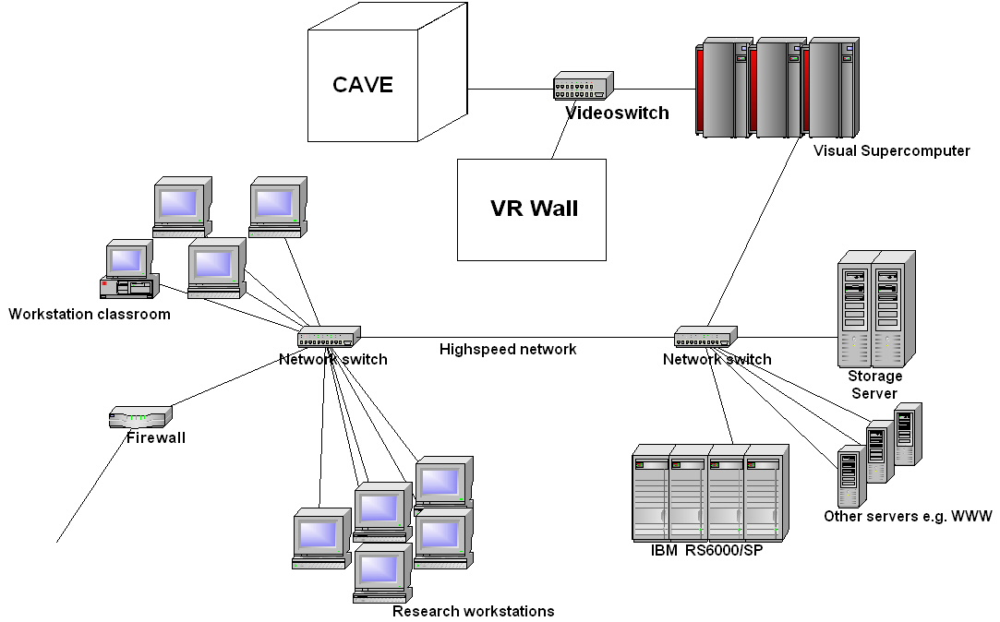 CAVE
Videoswitch
Visual Supercomputer
VR Wall
Workstation classroom
Highspeed network
Network switch
Network switch
Storage
Server
Firewall
Other servers e.g. WWW
IBM RS6000/SP
Research workstations